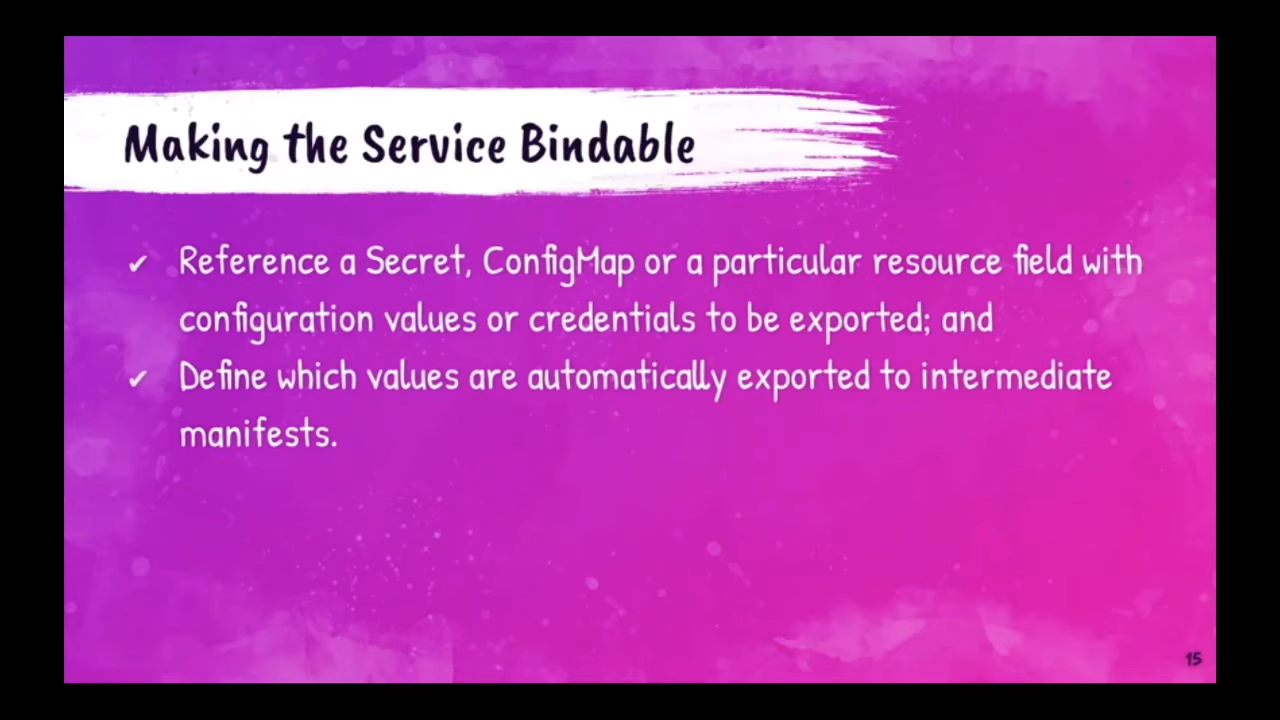 Making the Service Bindable
✔ Reference a Secret, ConfigMap or a particular resource field with
configuration values or credentials to be exported; and
✔ Define which values are automatically exported to intermediate
manifests.
15